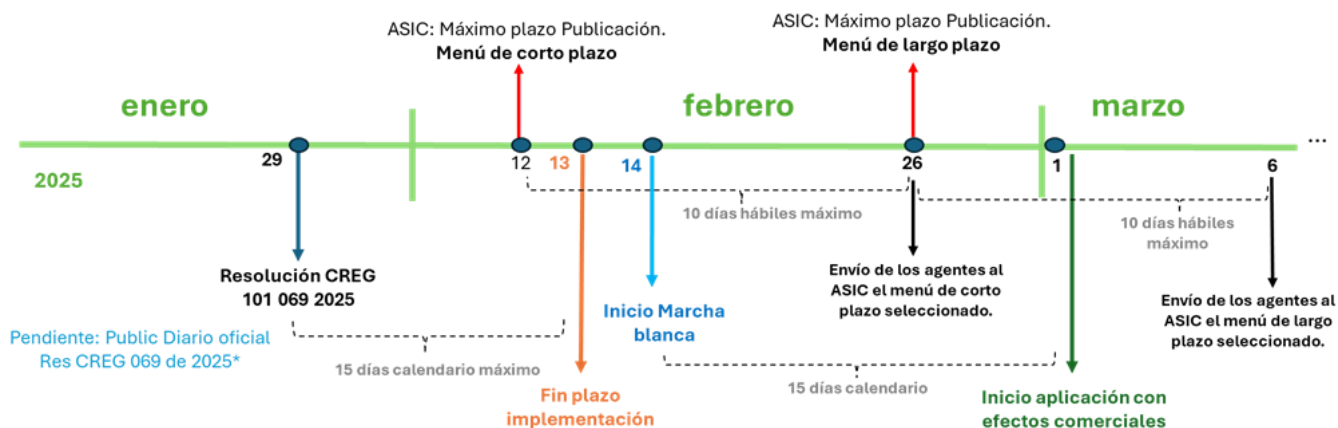 ASIC: Máximo plazo Publicación.
Menú de corto plazo
ASIC: Máximo plazo Publicación.
Menú de largo plazo
enero
febrero
marzo
...
29
12
13
14
26
1
6
2025
10 días hábiles máximo
10 días hábiles
máximo
Resolución CREG
101 069 2025
Pendiente: Public Diario oficial
Res CREG 069 de 2025*
15 días calendario máximo
Fin plazo
implementación
Inicio Marcha
blanca
15 días calendario
Envío de los agentes al
ASIC el menú de corto
plazo seleccionado.
Inicio aplicación con
efectos comerciales
Envío de los agentes al
ASIC el menú de largo
plazo seleccionado.